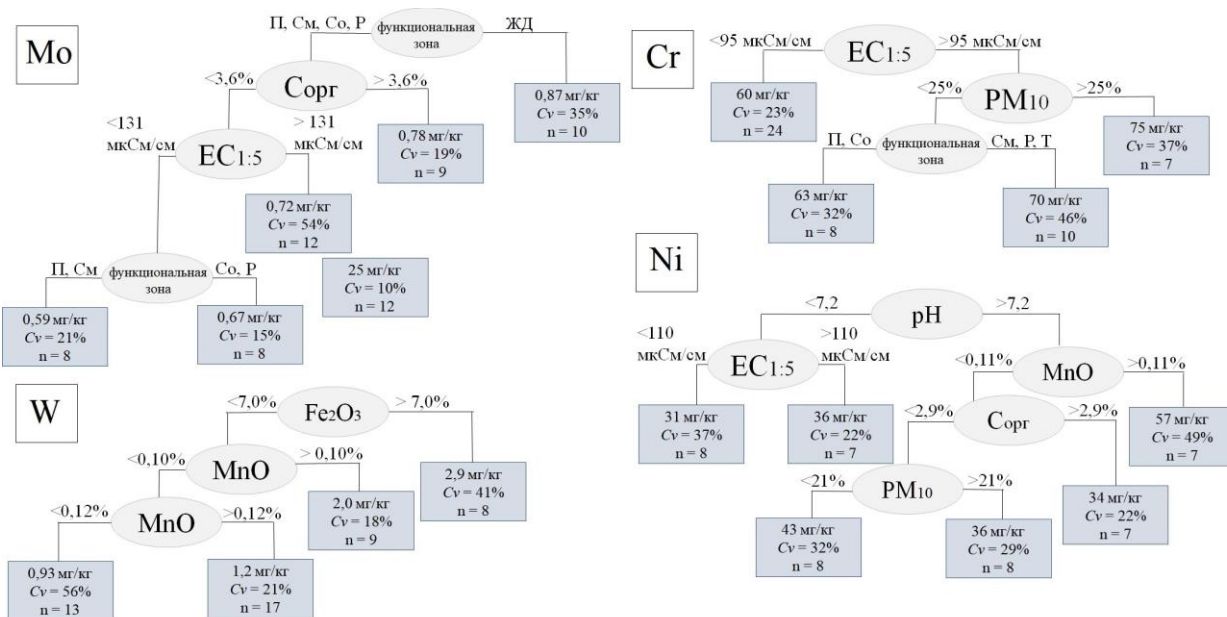 Mo
П, См, Со, Р
функциональная
зона
ЖД
<3,6%
Cорг
> 3,6%
0,87 мг/кг
Cv = 35%
n = 10
<131
мкСм/см
EC1:5
> 131
мкСм/см
0,78 мг/кг
Cv = 19%
n = 9
0,72 мг/кг
Cv = 54%
n = 12
П, См
функциональная
зона
Со, Р
25 мг/кг
Cv = 10%
n = 12
0,59 мг/кг
Cv = 21%
n = 8
0,67 мг/кг
Cv = 15%
n = 8
W
<7,0%
Fe2O3
> 7,0%
<0,10%
MnO
> 0,10%
2,9 мг/кг
Cv = 41%
n = 8
<0,12%
MnO
>0,12%
2,0 мг/кг
Cv = 18%
n = 9
0,93 мг/кг
Cv = 56%
n = 13
1,2 мг/кг
Cv = 21%
n = 17
Cr
<95 мкСм/см
EC1:5
>95 мкСм/см
60 мг/кг
Cv = 23%
n = 24
<25%
PM10
>25%
П, Со
функциональная
зона
См, Р, Т
75 мг/кг
Cv = 37%
n = 7
63 мг/кг
Cv = 32%
n = 8
70 мг/кг
Cv = 46%
n = 10
Ni
<7,2
pH
>7,2
<110
мкСм/см
EC1:5
>110
мкСм/см
<0,11%
MnO
>0,11%
31 мг/кг
Cv = 37%
n = 8
36 мг/кг
Cv = 22%
n = 7
<2,9%
Cорг
>2,9%
57 мг/кг
Cv = 49%
n = 7
<21%
PM10
>21%
34 мг/кг
Cv = 22%
n = 7
43 мг/кг
Cv = 32%
n = 8
36 мг/кг
Cv = 29%
n = 8